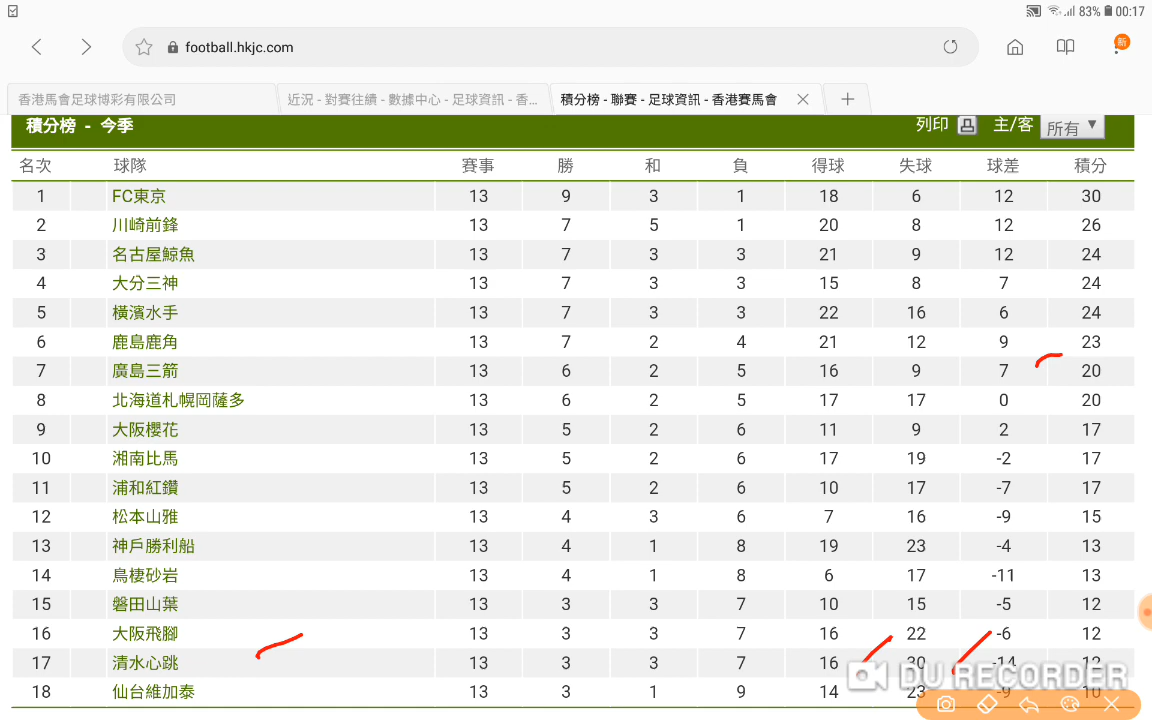 83% 00:17
football.hkjc.com 新
香港馬會足球博彩有限公司 近況 - 對賽往績 - 數據中心 - 足球資訊 - 香... 積分榜 - 聯賽 - 足球資訊 - 香港賽馬會
積分榜 - 今季 列印 主/客 所有
名次 球隊 賽事 勝 和 負 得球 失球 球差 積分
1 FC東京 13 9 3 1 18 6 12 30
2 川崎前鋒 13 7 5 1 20 8 12 26
3 名古屋鯨魚 13 7 3 3 21 9 12 24
4 大分三神 13 7 3 3 15 8 7 24
5 橫濱水手 13 7 3 3 22 16 6 24
6 鹿島鹿角 13 7 2 4 21 12 9 23
7 廣島三箭 13 6 2 5 16 9 7 20
8 北海道札幌岡薩多 13 6 2 5 17 17 0 20
9 大阪櫻花 13 5 2 6 11 9 2 17
10 湘南比馬 13 5 2 6 17 19 -2 17
11 浦和紅鑽 13 5 2 6 10 17 -7 17
12 松本山雅 13 4 3 6 7 16 -9 15
13 神戶勝利船 13 4 1 8 19 23 -4 13
14 鳥棲砂岩 13 4 1 8 6 17 -11 13
15 磐田山葉 13 3 3 7 10 15 -5 12
16 大阪飛腳 13 3 3 7 16 22 -6 12
17 清水心跳 13 3 3 7 16 30 -14 12
18 仙台維加泰 13 3 1 9 14 23 -9 10
DU RECORDER